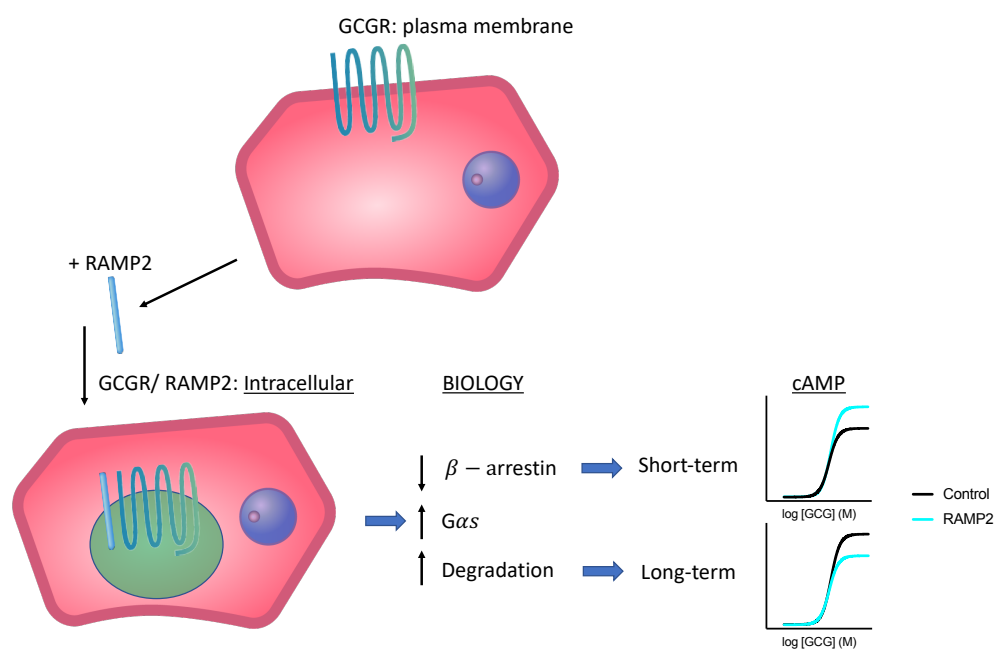 GCGR: plasma membrane
+ RAMP2
GCGR/ RAMP2: Intracellular
BIOLOGY
cAMP
β − arrestin
Short-term
log [GCG] (M)
Control
RAMP2
Gαs
Degradation
Long-term
log [GCG] (M)